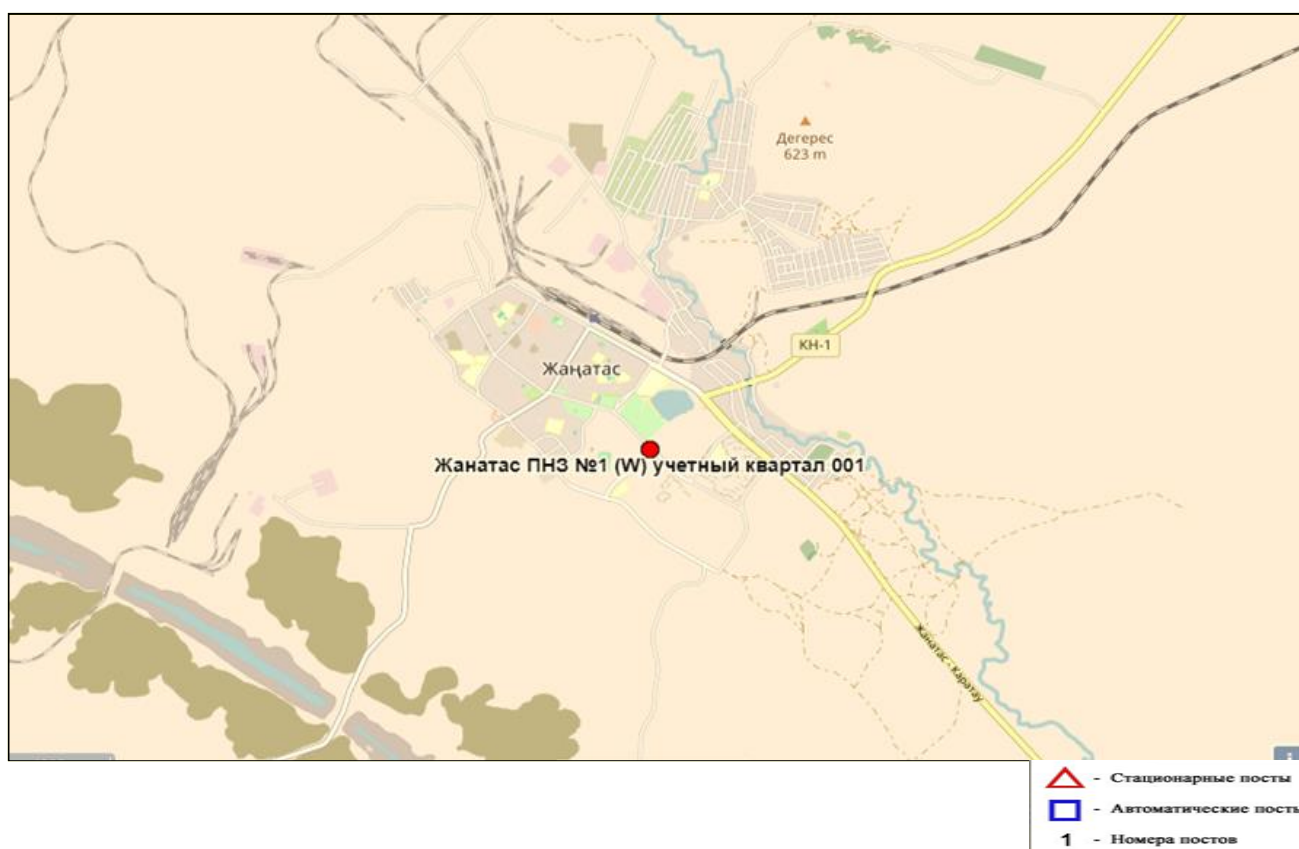 Дегерес
623 m
КН-1
Жаңатас
Жанатас ПНЗ №1 (W) учетный квартал 001
Жанатас - Каратау
- Стационарные посты
- Автоматические посты
1 - Номера постов